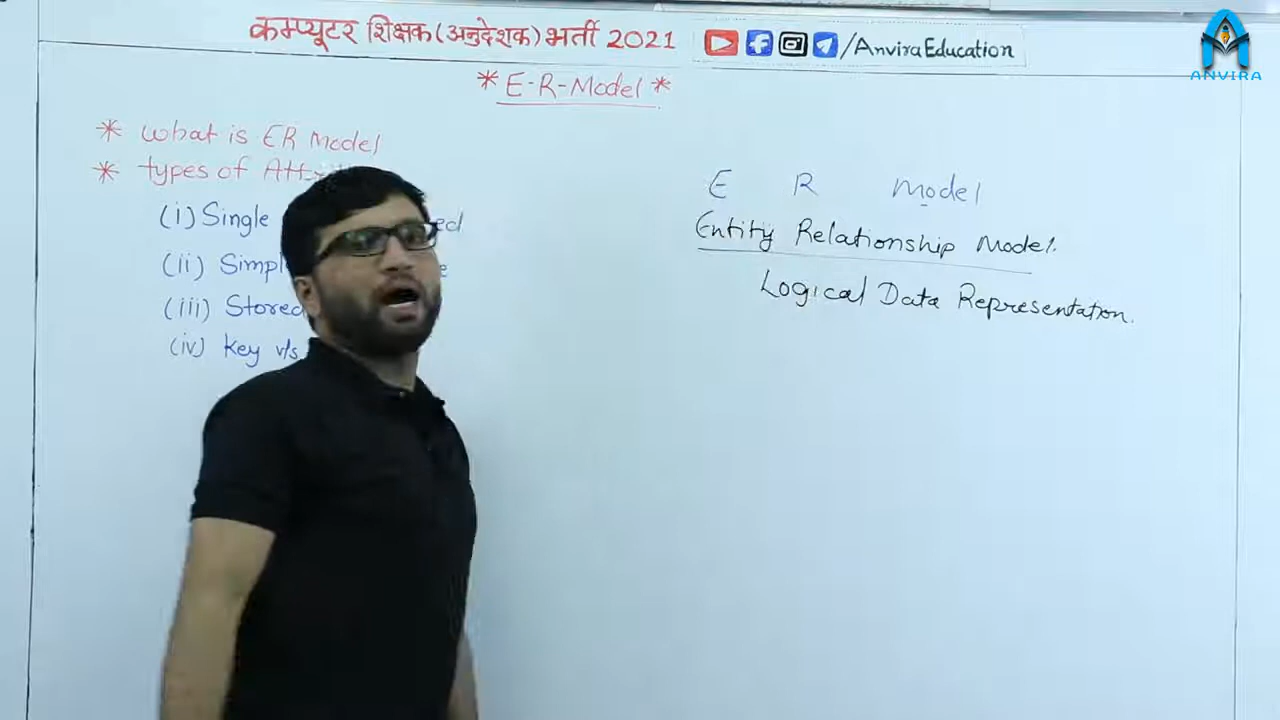 कम्प्यूटर शिक्षक (अनुदेशक) भर्ती 2021 /AnviraEducation
ANVIRA
* E-R-Model *
* What is ER Model
* types of
(i) Single
(ii)
(iii) Stored
(iv) Key v/s
E R Model
Entity Relationship Model.
Logical Data Representation.